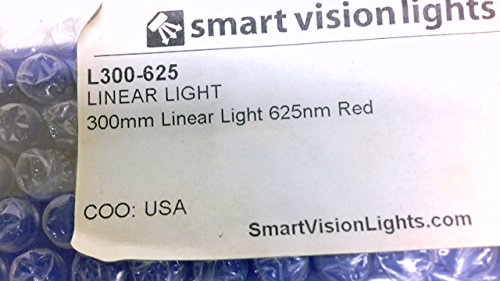 smart vision lights
L300-625
LINEAR LIGHT
300mm Linear Light 625nm Red
COO: USA
SmartVisionLights.com